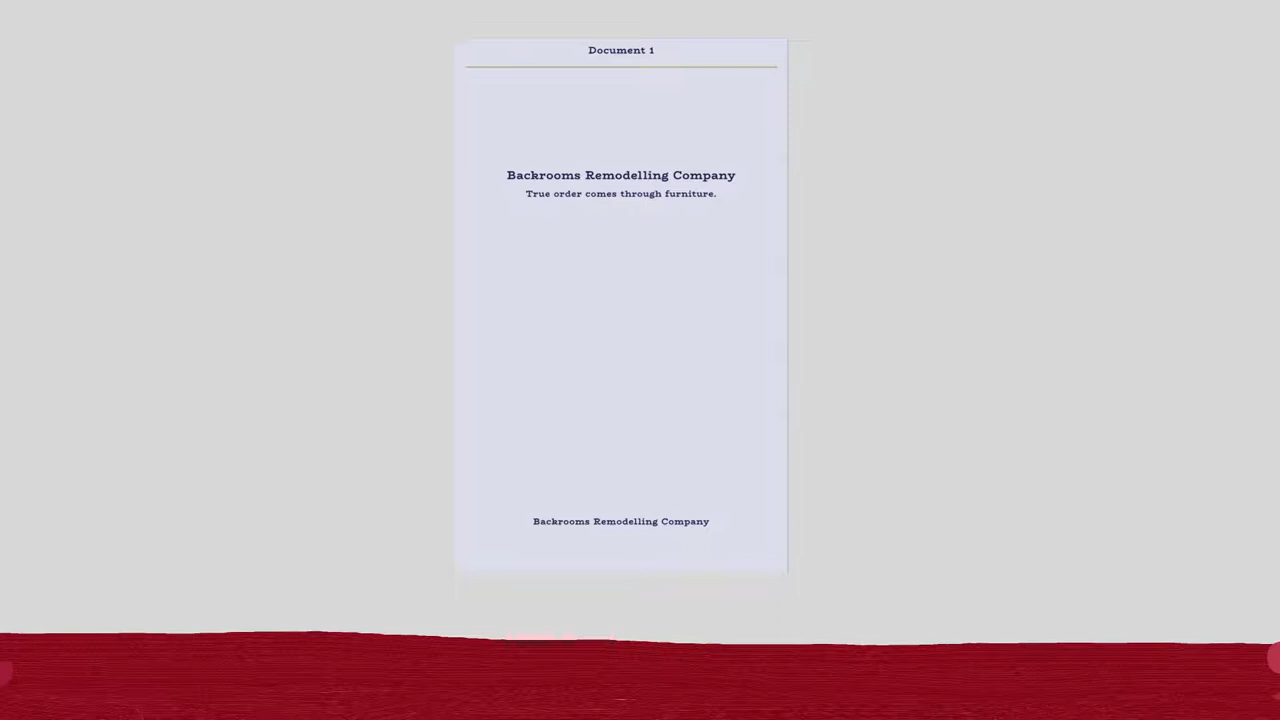 Document 1
Backrooms Remodelling Company
True order comes through furniture.
Backrooms Remodelling Company